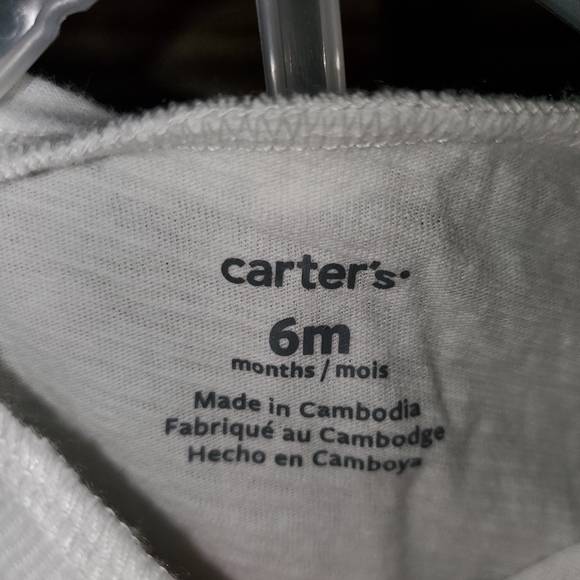 carter's
6m
months / mois
Made in Cambodia
Fabriqué au Cambodge
Hecho en Camboya